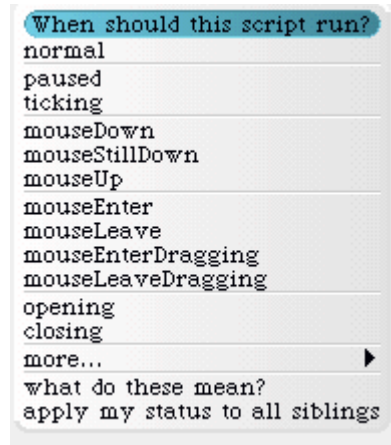 When should this script run?
normal
paused
ticking
mouseDown
mouseStillDown
mouseUp
mouseEnter
mouseLeave
mouseEnterDragging
mouseLeaveDragging
opening
closing
more...
what do these mean?
apply my status to all siblings